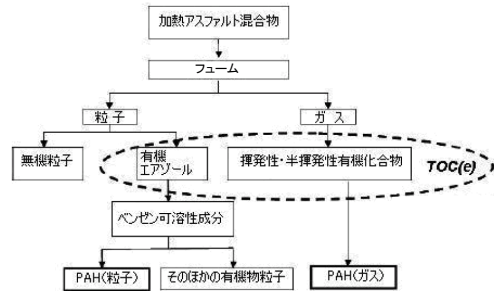 加熱アスファルト混合物
フューム
粒 子
ガ ス
無機粒子
有機
エアゾール
揮発性・半揮発性有機化合物
TOC(e)
ベンゼン可溶性成分
PAH(粒子)
そのほかの有機物粒子
PAH(ガス)